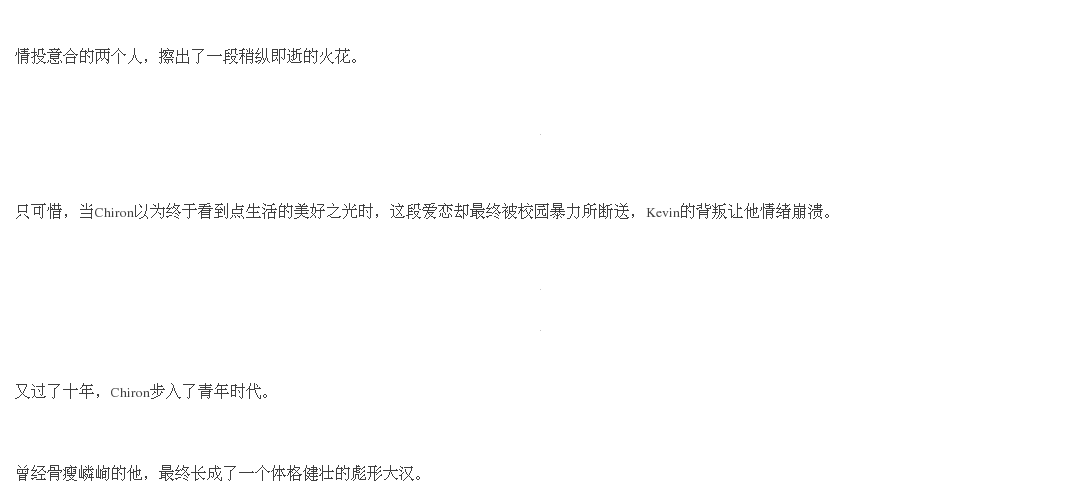 情投意合的两个人，擦出了一段稍纵即逝的火花。
只可惜，当Chiron以为终于看到点生活的美好之光时，这段爱恋却最终被校园暴力所断送，Kevin的背叛让他情绪崩溃。
又过了十年，Chiron步入了青年时代。
曾经骨瘦嶙峋的他，最终长成了一个体格健壮的彪形大汉。